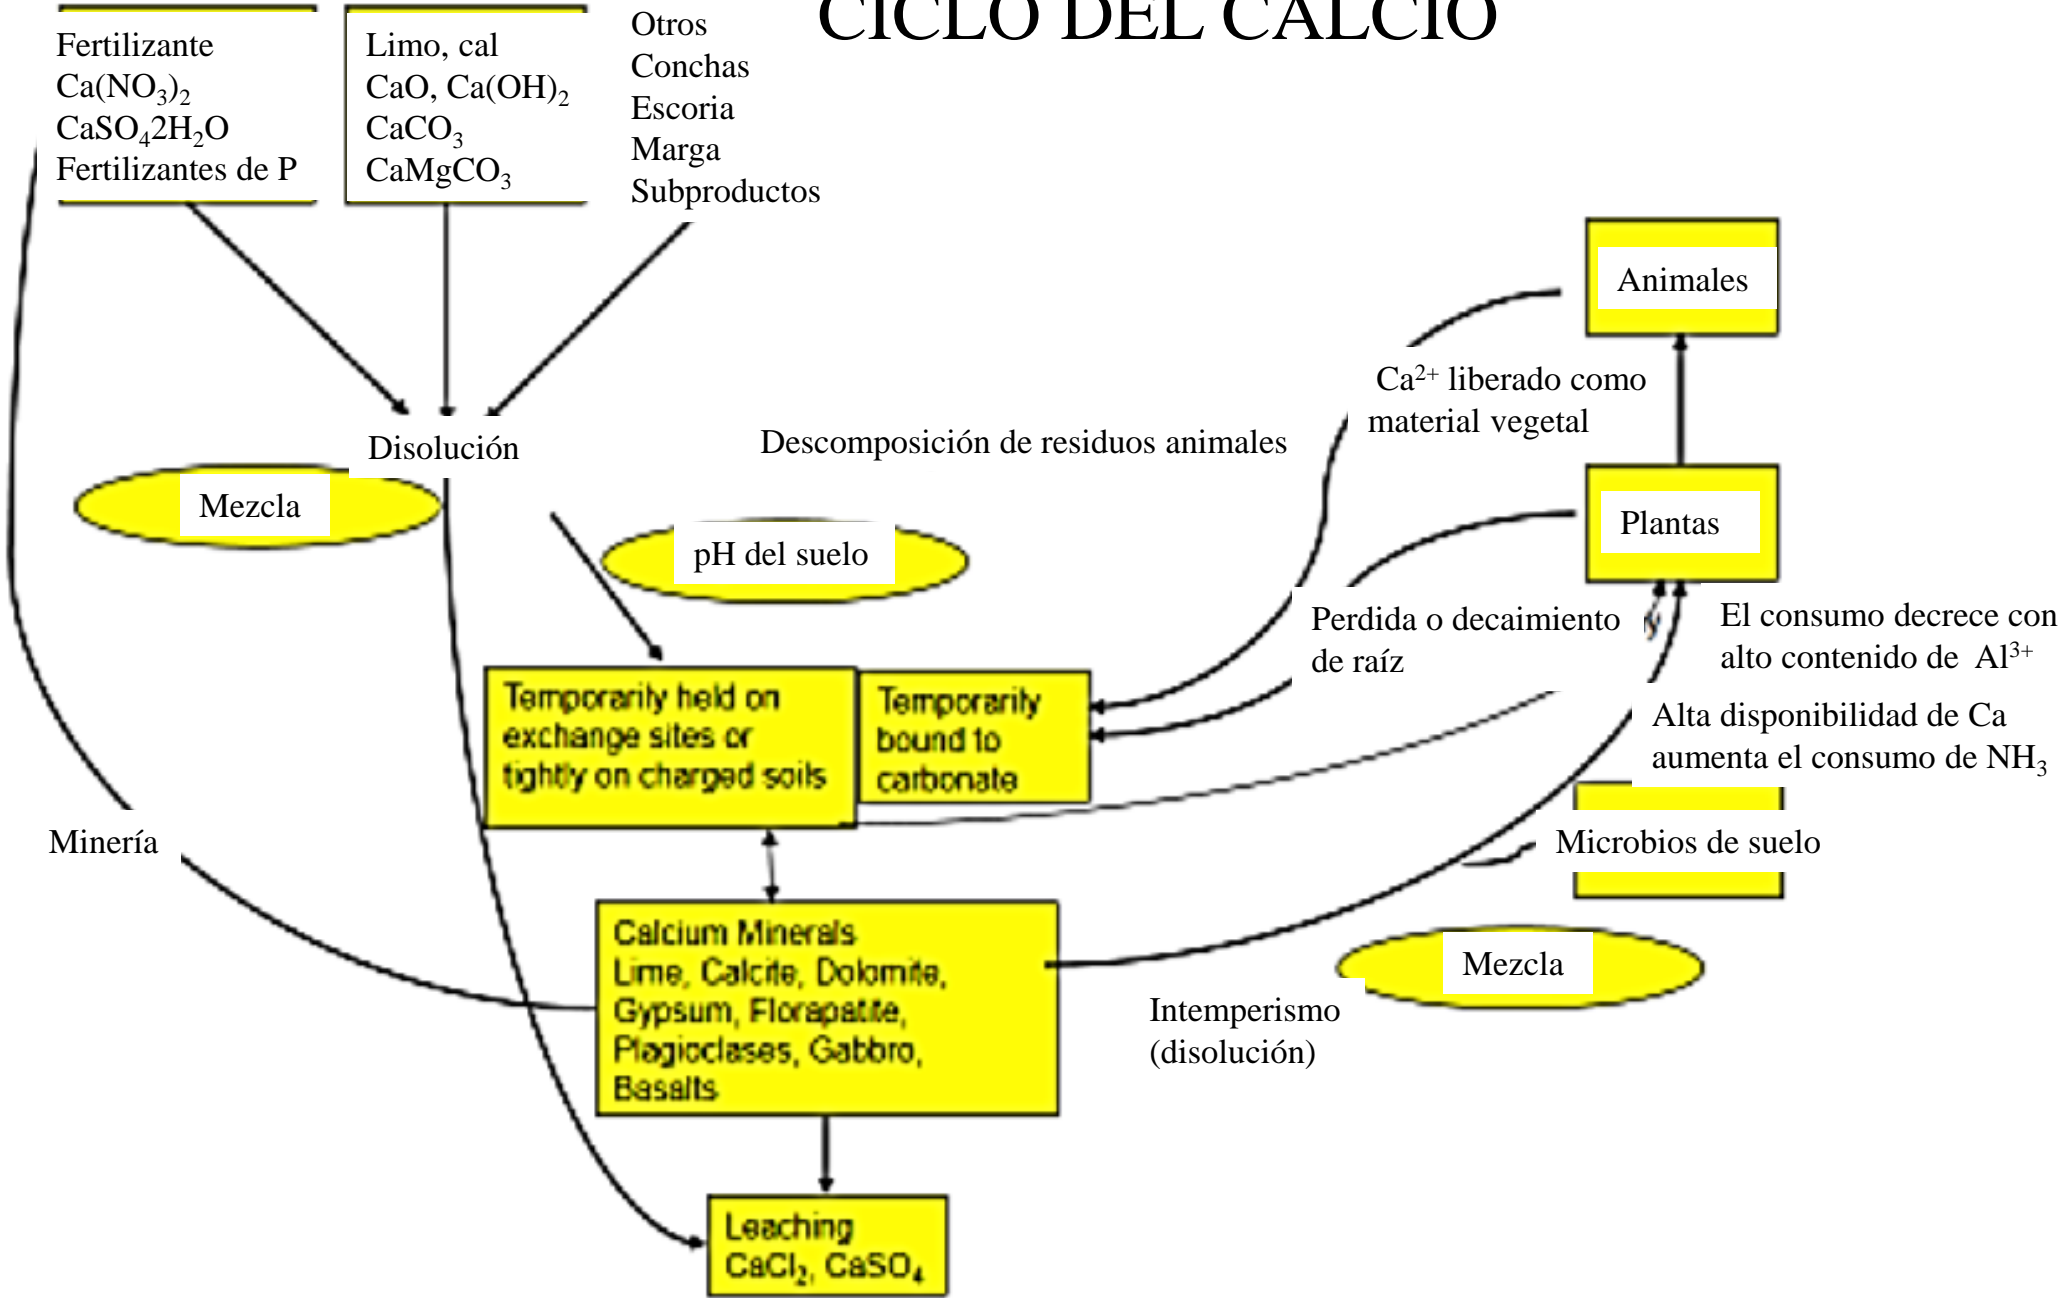 CICLO DEL CALCIO
Fertilizante
Ca(NO₃)₂
CaSO₄2H₂O
Fertilizantes de P
Limo, cal
CaO, Ca(OH)₂
CaCO₃
CaMgCO₃
Otros
Conchas
Escoria
Marga
Subproductos
Animales
Ca²⁺ liberado como
material vegetal
Disolución
Descomposición de residuos animales
Mezcla
Plantas
pH del suelo
Perdida o decaimiento
de raíz
El consumo decrece con
alto contenido de Al³⁺
Temporarily held on
exchange sites or
tightly on charged soils
Temporarily
bound to
carbonate
Alta disponibilidad de Ca
aumenta el consumo de NH₃
Minería
Microbios de suelo
Calcium Minerals
Lime, Calcite, Dolomite,
Gypsum, Florapatite,
Plagioclases, Gabbro,
Basalts
Mezcla
Intemperismo
(disolución)
Leaching
CaCl₂, CaSO₄